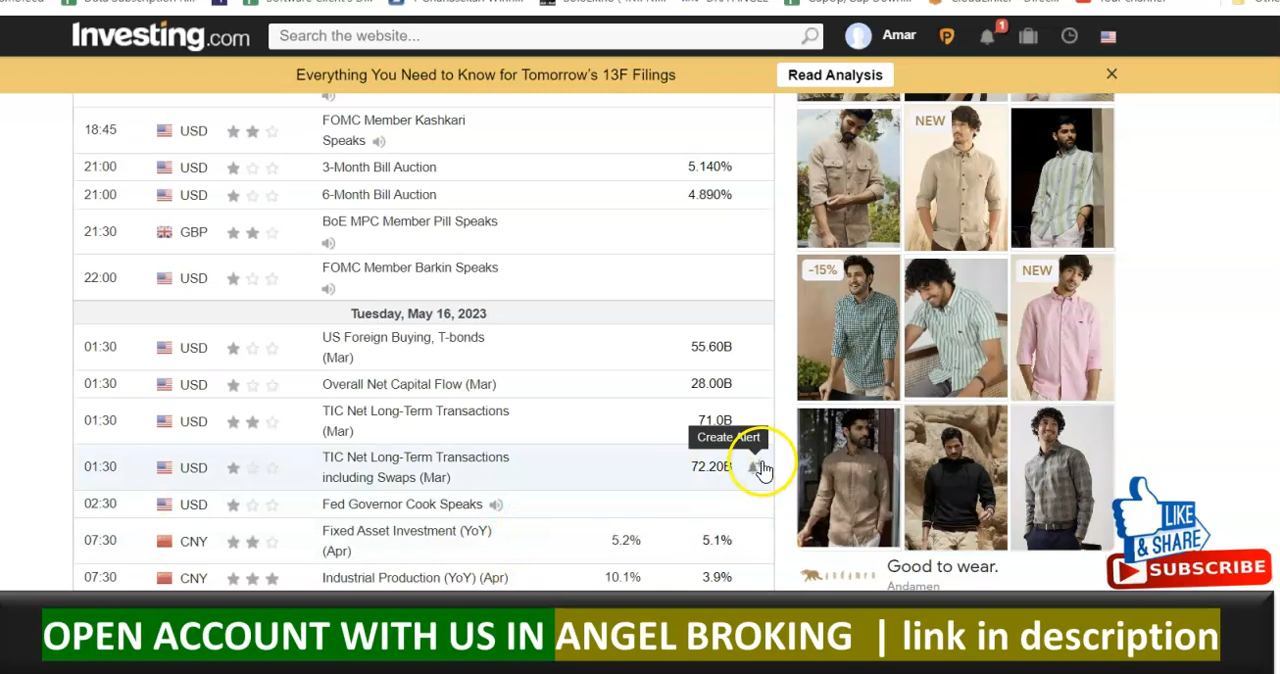 Data Subscription
Software Client's D...
Your channel
Investing.com
Search the website...
Amar
1
Everything You Need to Know for Tomorrow's 13F Filings
Read Analysis
18:45 USD FOMC Member Kashkari
Speaks
21:00 USD 3-Month Bill Auction 5.140%
21:00 USD 6-Month Bill Auction 4.890%
21:30 GBP BoE MPC Member Pill Speaks
22:00 USD FOMC Member Barkin Speaks
Tuesday, May 16, 2023
01:30 USD US Foreign Buying, T-bonds
(Mar) 55.60B
01:30 USD Overall Net Capital Flow (Mar) 28.00B
01:30 USD TIC Net Long-Term Transactions
(Mar) 71.0B
Create Alert
01:30 USD TIC Net Long-Term Transactions
including Swaps (Mar) 72.20B
02:30 USD Fed Governor Cook Speaks
07:30 CNY Fixed Asset Investment (YoY)
(Apr) 5.2% 5.1%
07:30 CNY Industrial Production (YoY) (Apr) 10.1% 3.9%
NEW
-15%
NEW
andamen
Good to wear.
Andamen
LIKE
& SHARE
SUBSCRIBE
OPEN ACCOUNT WITH US IN ANGEL BROKING | link in description